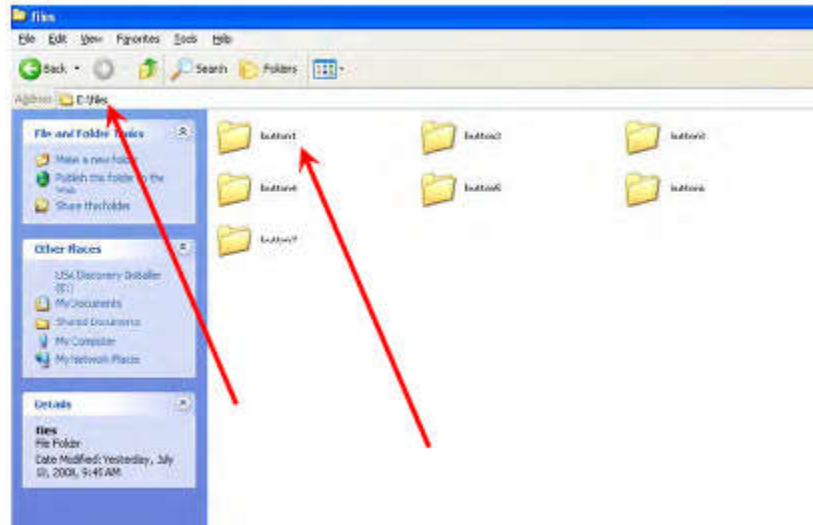 files
File Edit View Favorites Tools Help
Back Search Folders
Address E:\files
File and Folder Tasks
Make a new folder
Publish this folder to the
Web
Share this folder
Other Places
USA Discovery Installer
(E:)
My Documents
Shared Documents
My Computer
My Network Places
Details
files
File Folder
Date Modified: Yesterday, July
10, 2008, 9:45 AM
button1 button2 button3
button4 button5 button6
button7